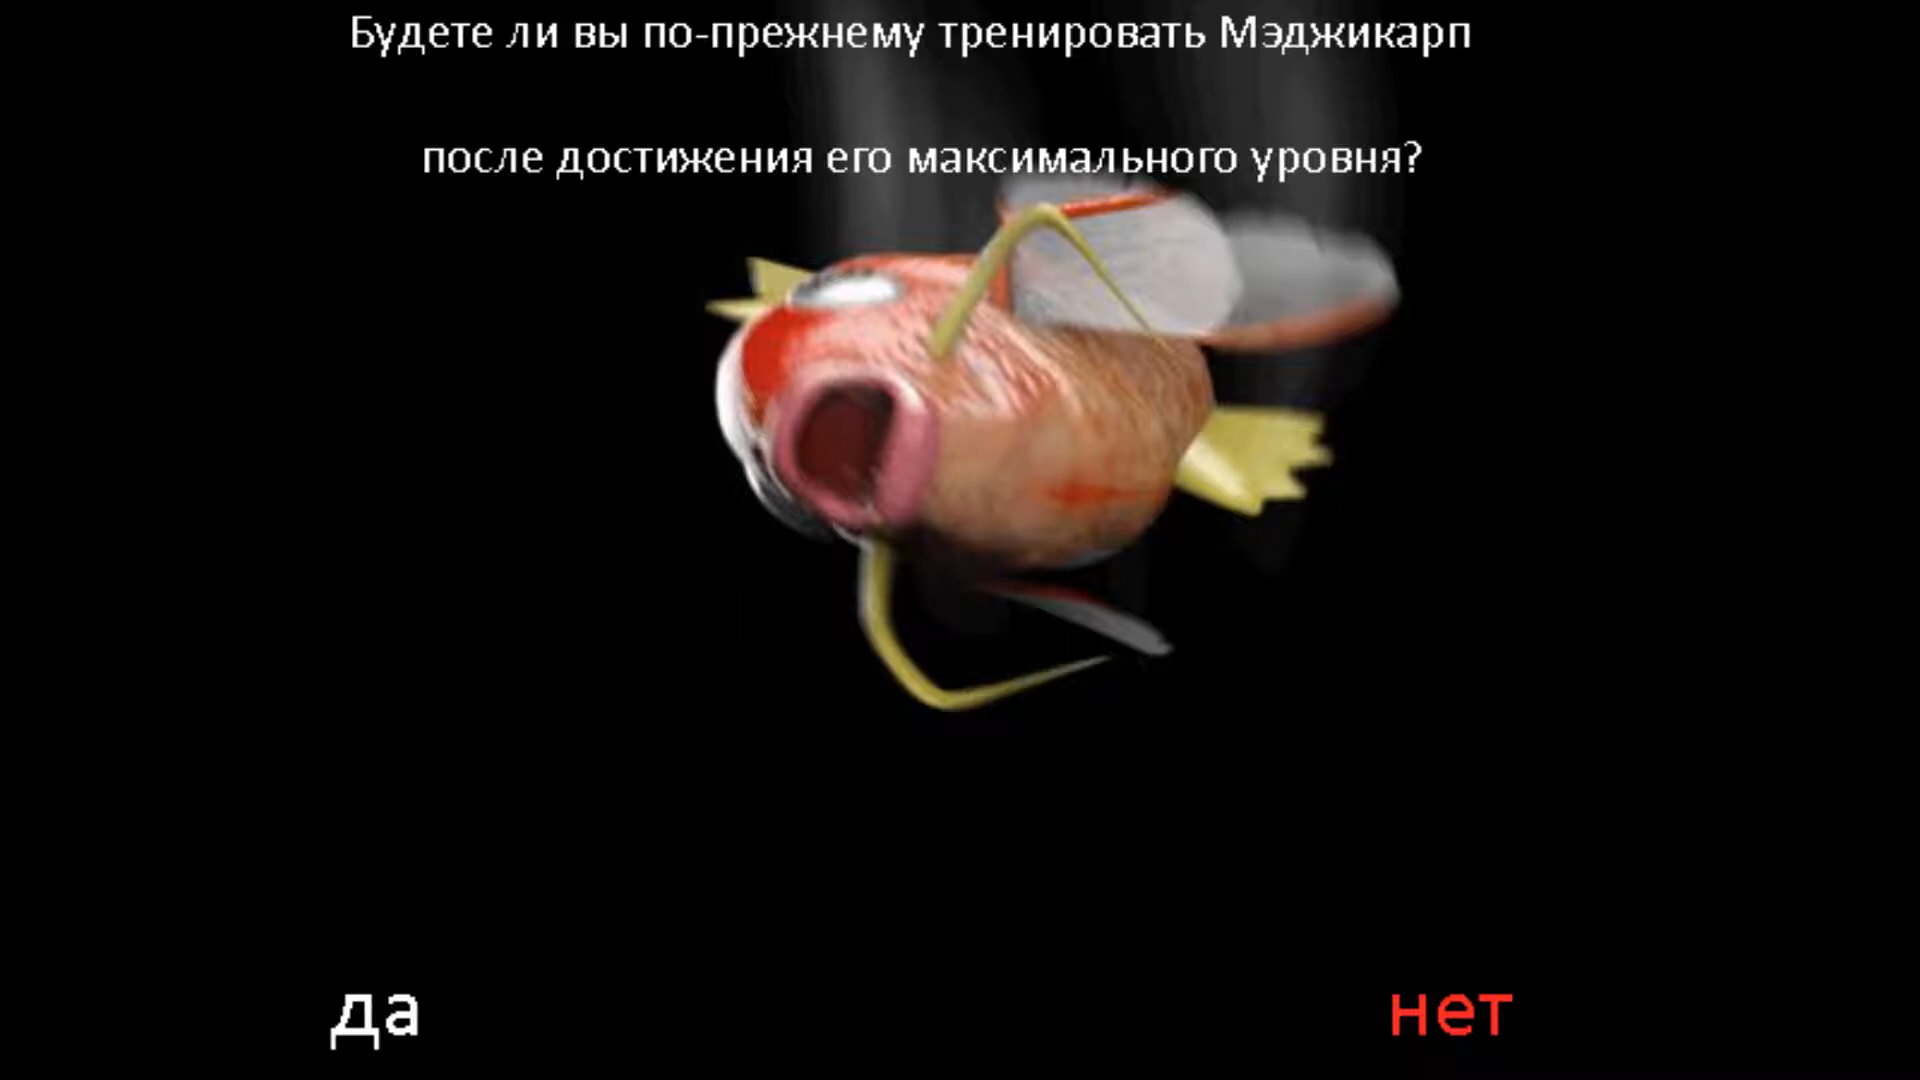 Будете ли вы по-прежнему тренировать Мэджикарп
после достижения его максимального уровня?
да
нет